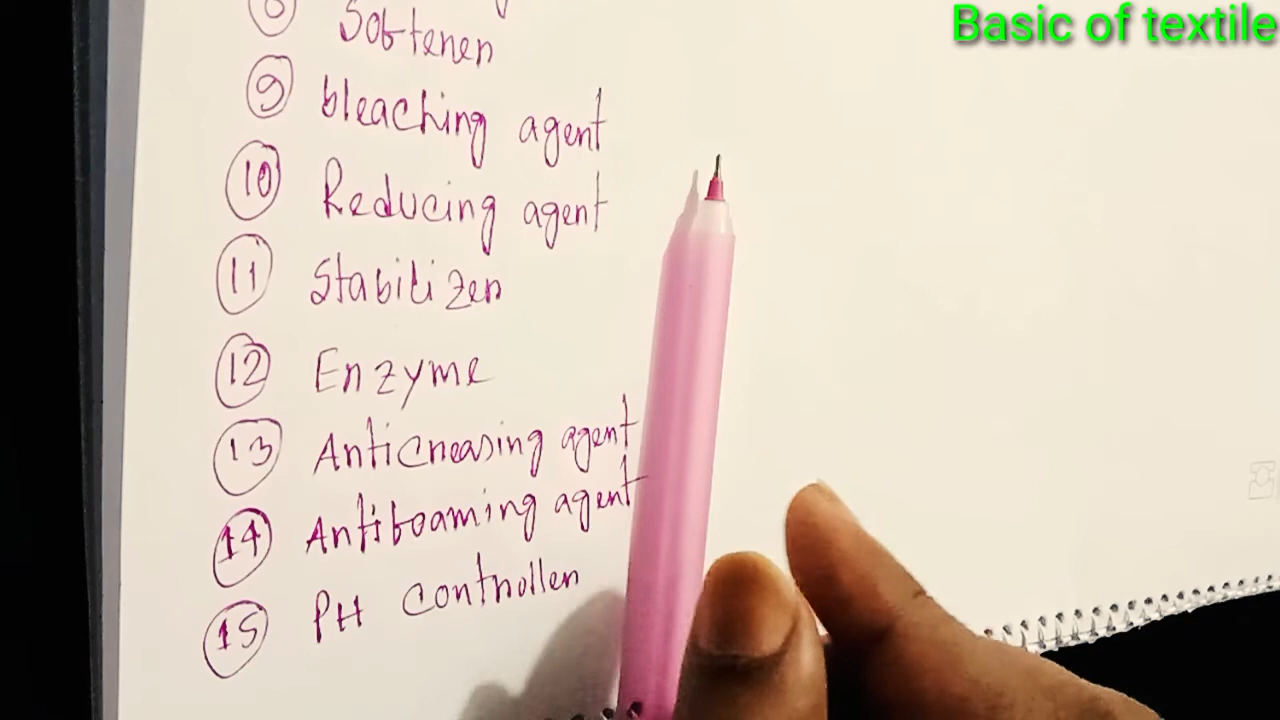 Basic of textile
8 Softener
9 bleaching agent
10 Reducing agent
11 Stabilizer
12 Enzyme
13 Anticreasing agent
14 Antifoaming agent
15 PH controller